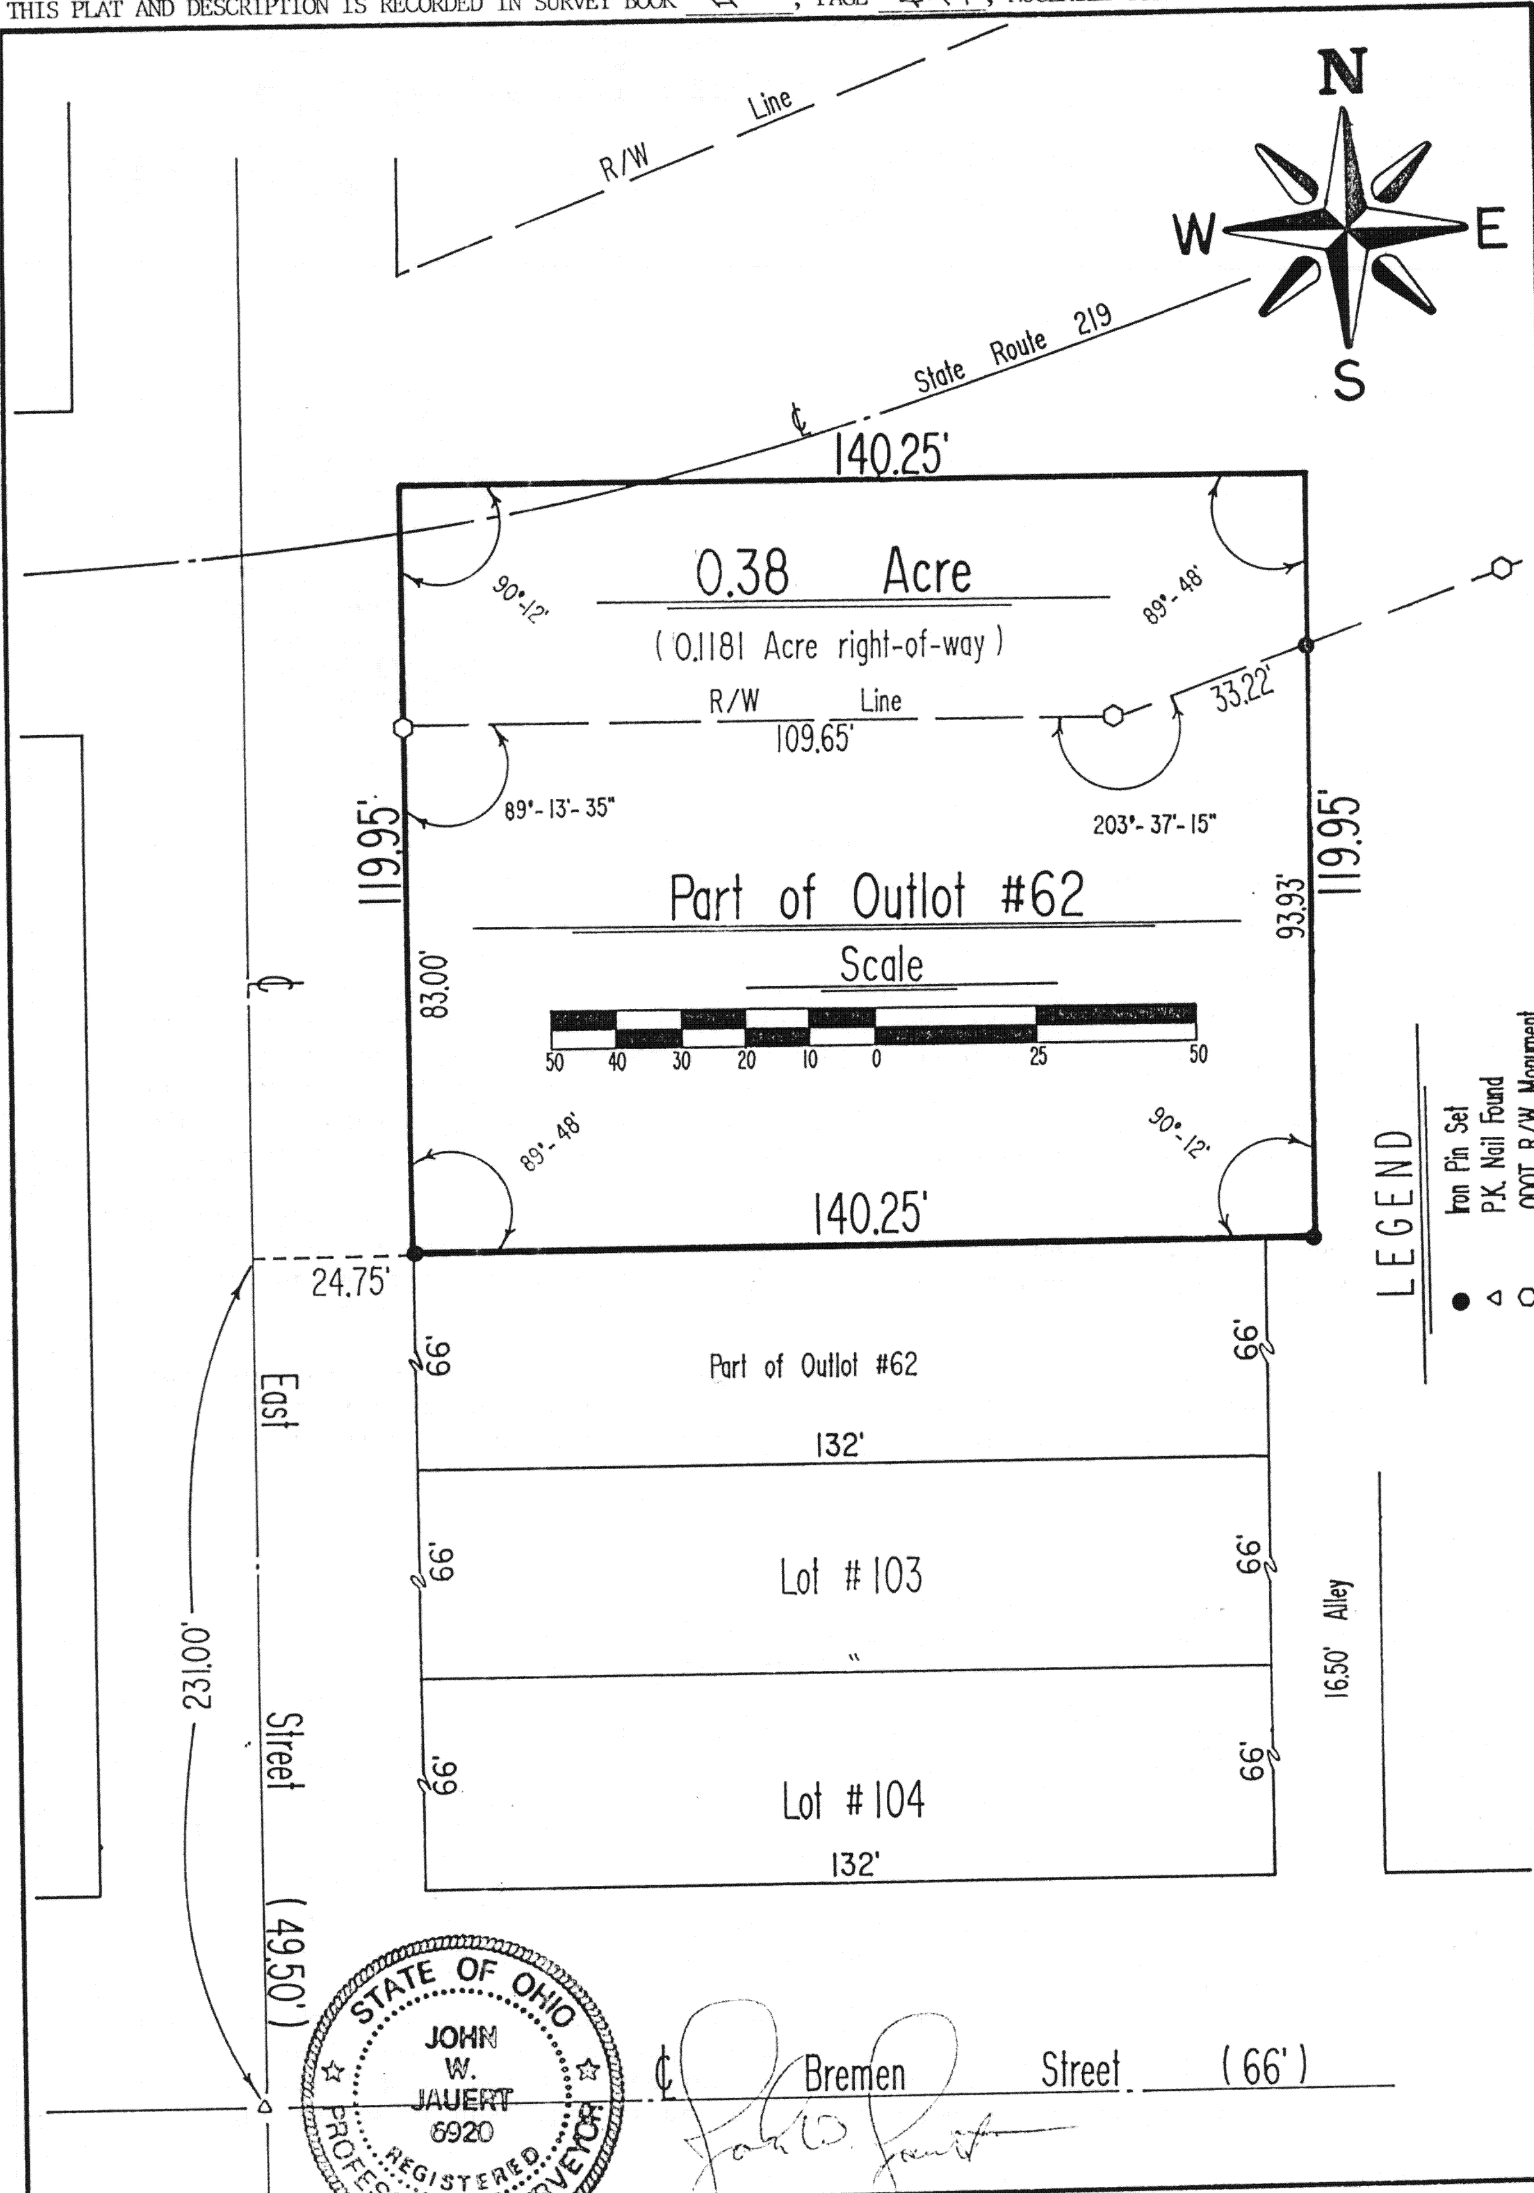 THIS PLAT AND DESCRIPTION IS RECORDED IN SURVEY BOOK , PAGE ,
N
W E
S
R/W Line
℄ State Route 219
140.25'
90°-12'
0.38 Acre
89°-48'
(0.1181 Acre right-of-way)
R/W Line
109.65'
33.22'
89°-13'-35"
203°-37'-15"
119.95'
119.95'
Part of Outlot #62
93.93'
83.00'
Scale
℄
50 40 30 20 10 0 25 50
89°-48'
90°-12'
140.25'
24.75'
LEGEND
Iron Pin Set
P.K. Nail Found
ODOT R/W Monument
66'
Part of Outlot #62
66'
132'
66'
Lot #103
66'
"
66'
Lot #104
66'
132'
16.50' Alley
231.00'
East Street (49.50')
STATE OF OHIO
JOHN
W.
JAUERT
6920
REGISTERED
℄ Bremen Street (66')